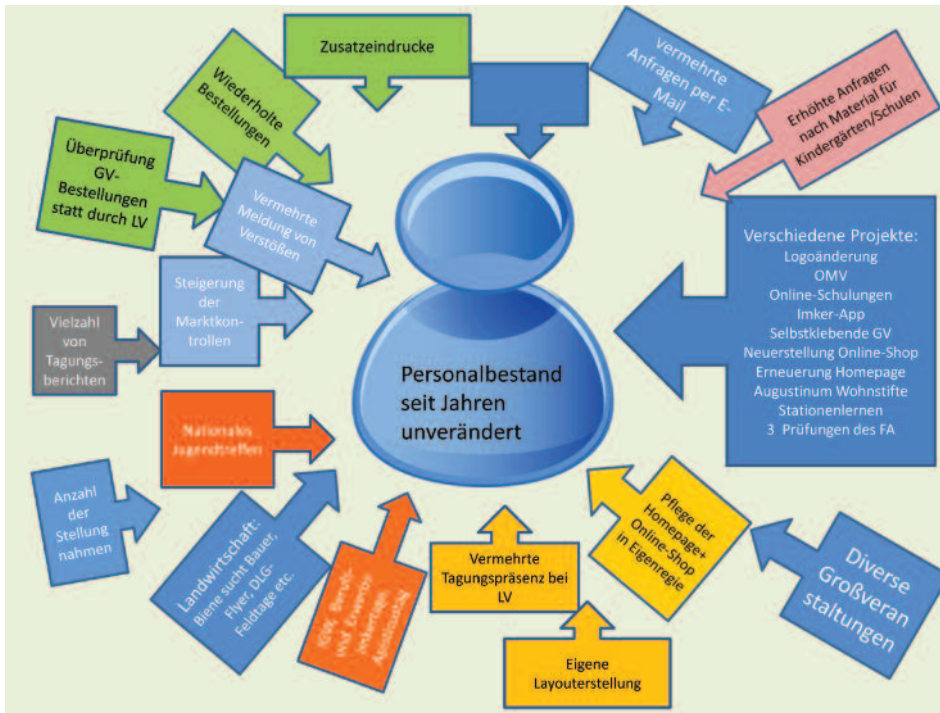 Zusatzeindrucke
vermehrte
Anfragen per E-
Mail
Erhöhte Anfragen
nach Material für
Kindergärten/Schulen
Wiederholte
Bestellungen
Überprüfung
GV-
Bestellungen
statt durch LV
Vermehrte
Meldung von
Verstößen
Steigerung
der
Marktkon-
trollen
Vielzahl
von
Tagungs-
berichten
Verschiedene Projekte:
Logoänderung
OMV
Online-Schulungen
Imker-App
Selbstklebende GV
Neuerstellung Online-Shop
Erneuerung Homepage
Augustinum Wohnstifte
Stationenlernen
3 Prüfungen des FA
Personalbestand
seit Jahren
unverändert
Nationales
Jugendtreffen
Anzahl
der
Stellung
nahmen
Landwirtschaft:
Biene sucht Bauer,
Flyer, DLG-
Feldtage etc.
und Erwerbs-
imkertage,
Vermehrte
Tagungspräsenz bei
LV
Eigene
Layouterstellung
Pflege der
Homepage+
Online-Shop
in Eigenregie
Diverse
Großveran
staltungen